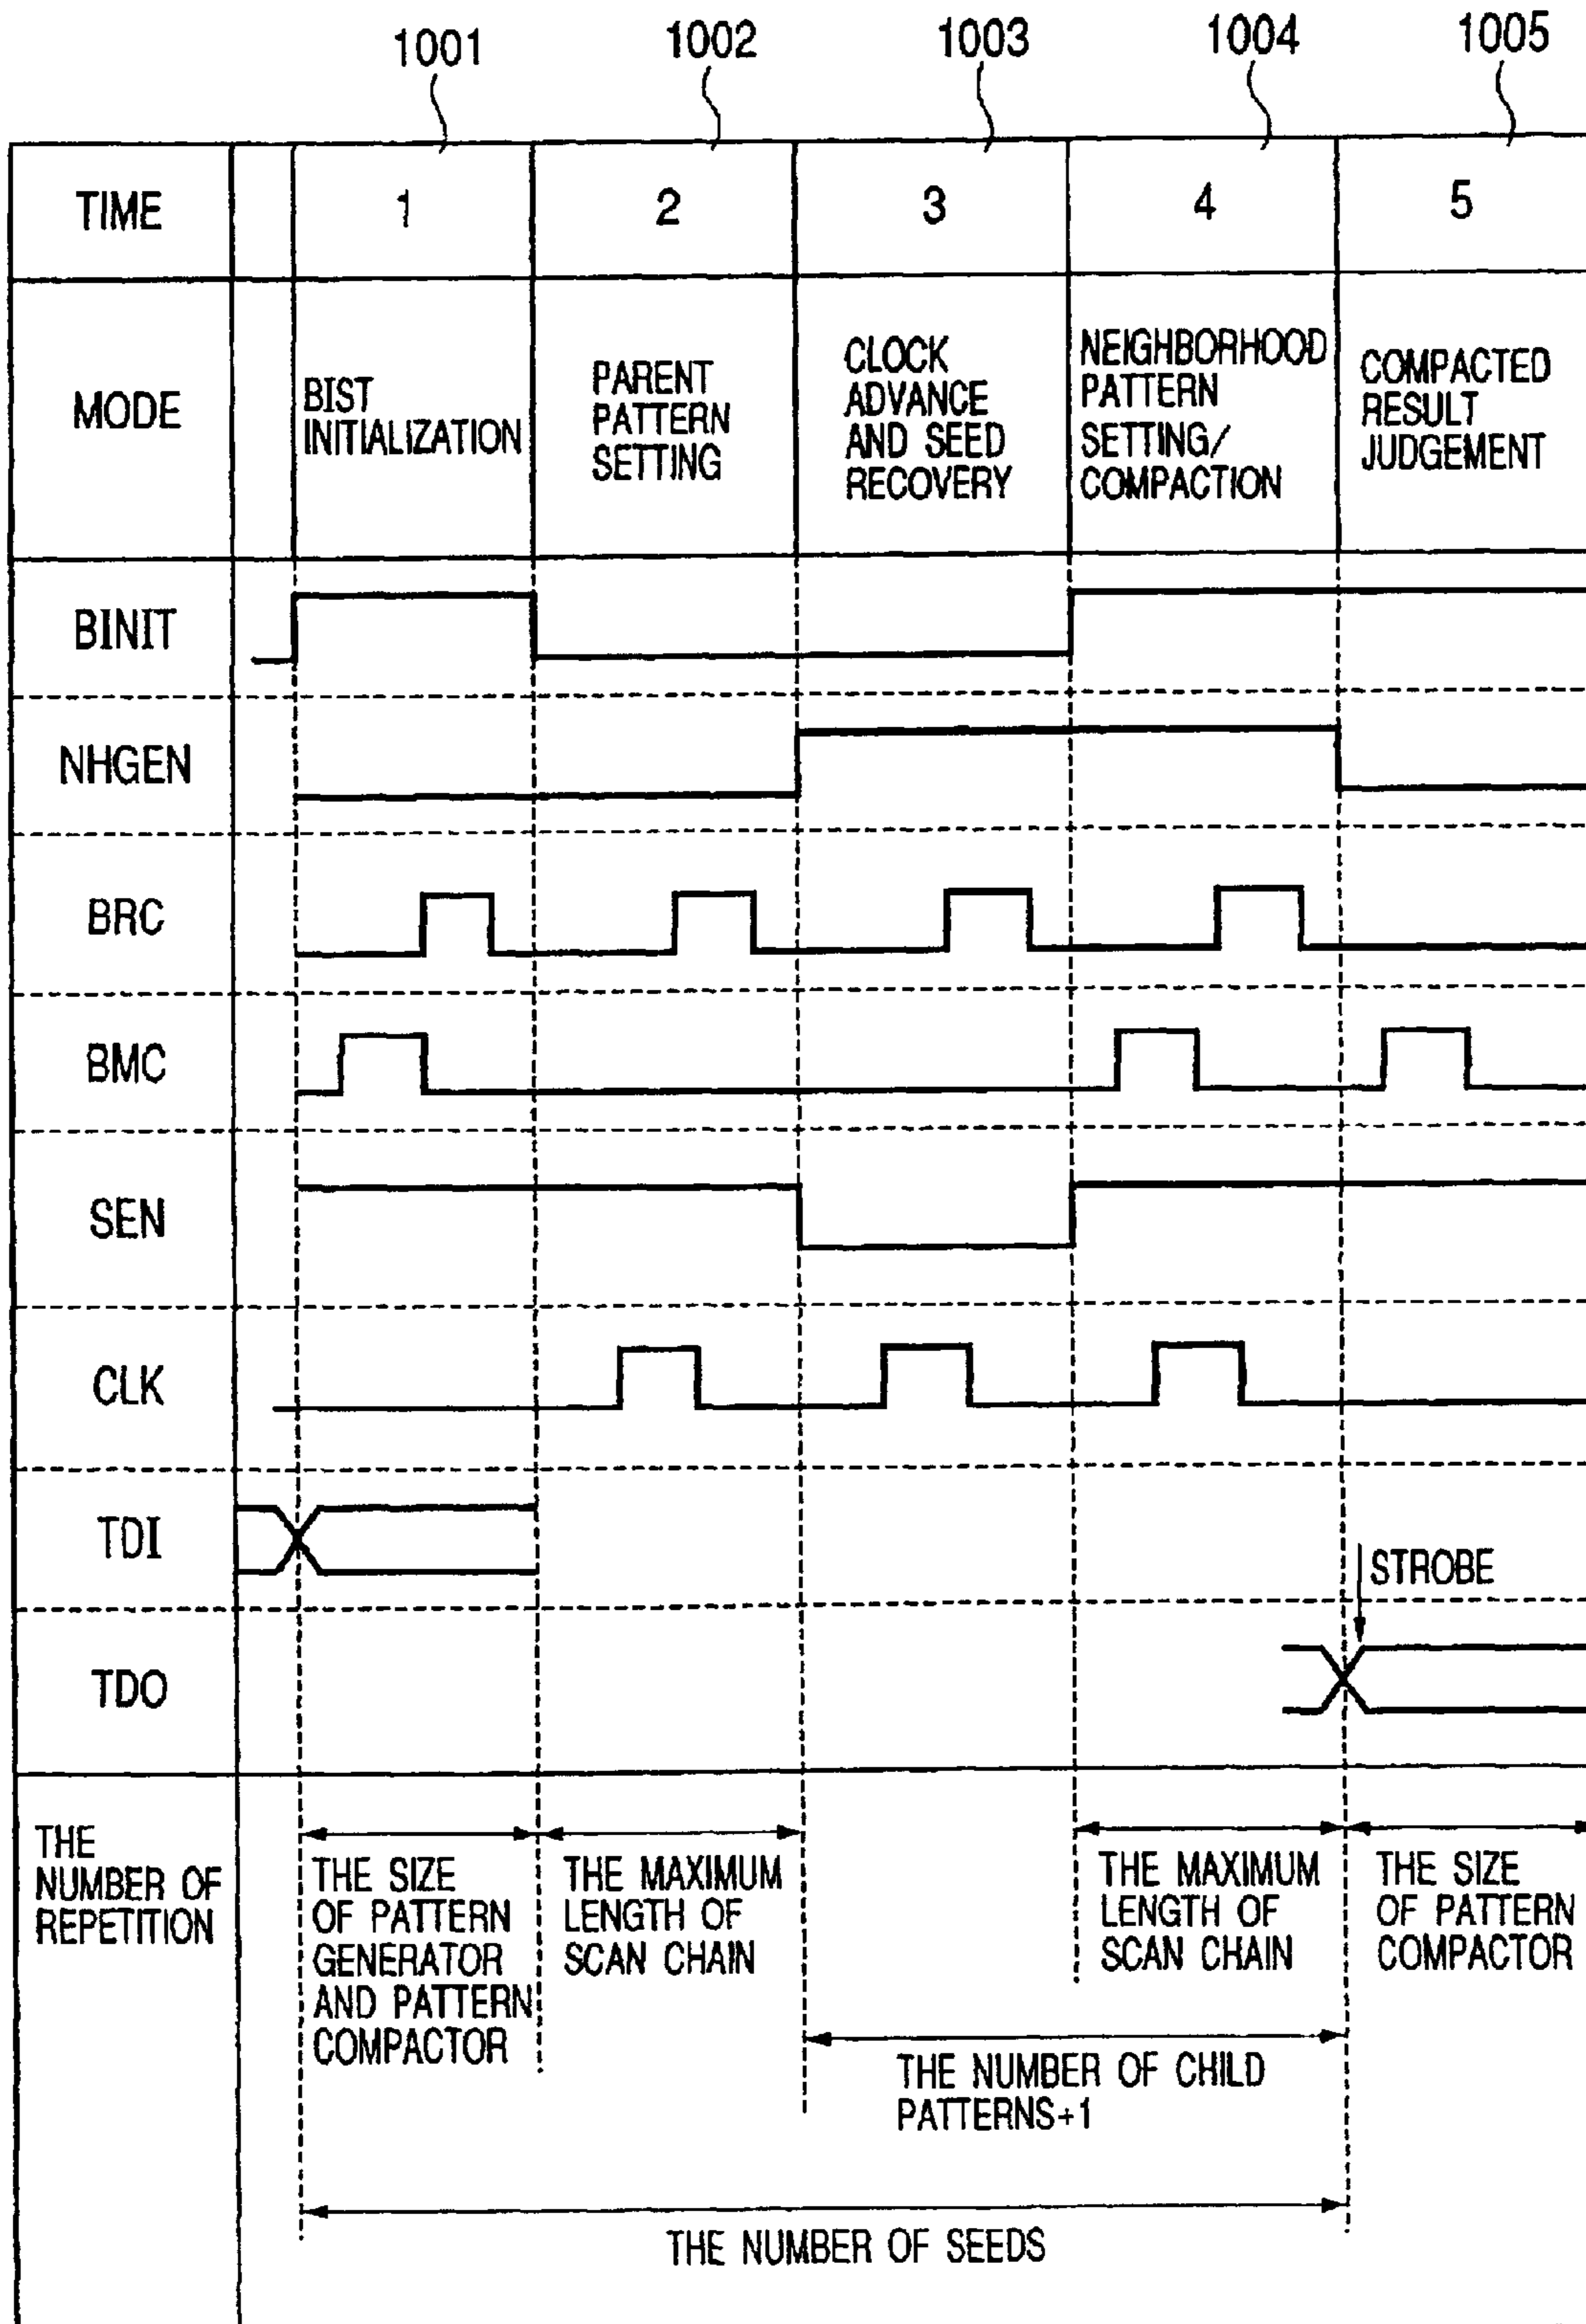 1001 1002 1003 1004 1005
TIME 1 2 3 4 5
MODE
BIST
INITIALIZATION
PARENT
PATTERN
SETTING
CLOCK
ADVANCE
AND SEED
RECOVERY
NEIGHBORHOOD
PATTERN
SETTING/
COMPACTION
COMPACTED
RESULT
JUDGEMENT
BINIT
NHGEN
BRC
BMC
SEN
CLK
TDI
STROBE
TDO
THE
NUMBER OF
REPETITION
THE SIZE
OF PATTERN
GENERATOR
AND PATTERN
COMPACTOR
THE MAXIMUM
LENGTH OF
SCAN CHAIN
THE MAXIMUM
LENGTH OF
SCAN CHAIN
THE SIZE
OF PATTERN
COMPACTOR
THE NUMBER OF CHILD
PATTERNS+1
THE NUMBER OF SEEDS